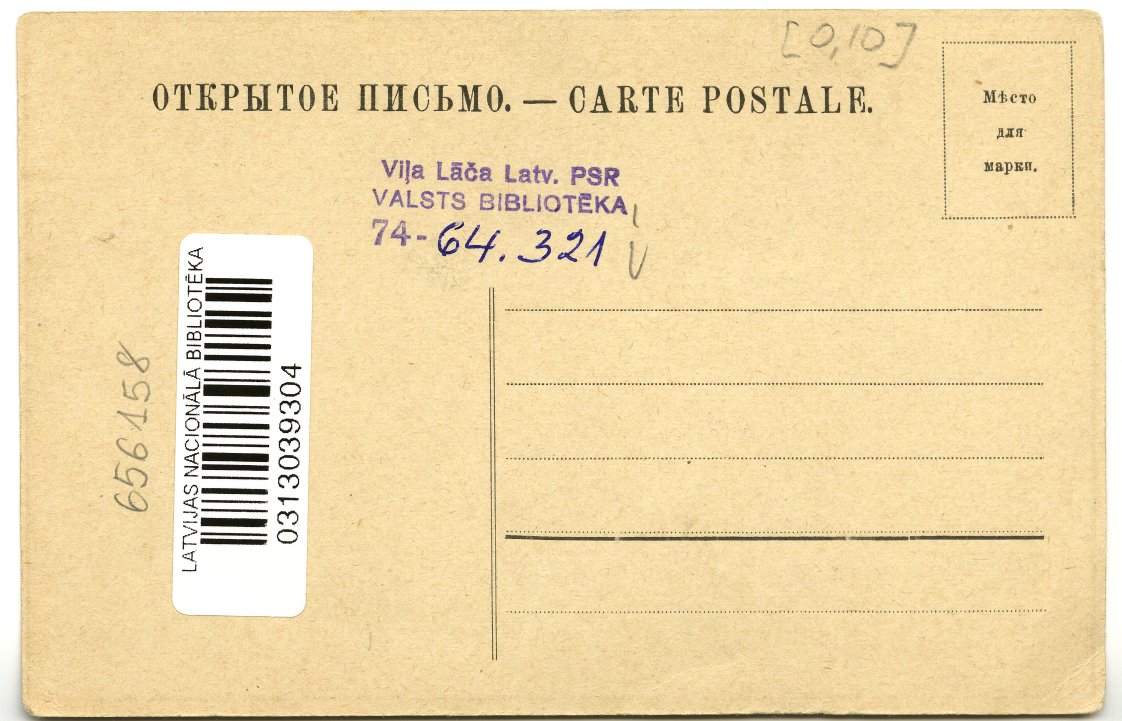 [0,10]
ОТКРЫТОЕ ПИСЬМО. — CARTE POSTALE.
Мѣсто
для
марки.
Viļa Lāča Latv. PSR
VALSTS BIBLIOTĒKA
74-64.321
V
LATVIJAS NACIONĀLĀ BIBLIOTĒKA
0313039304
656158